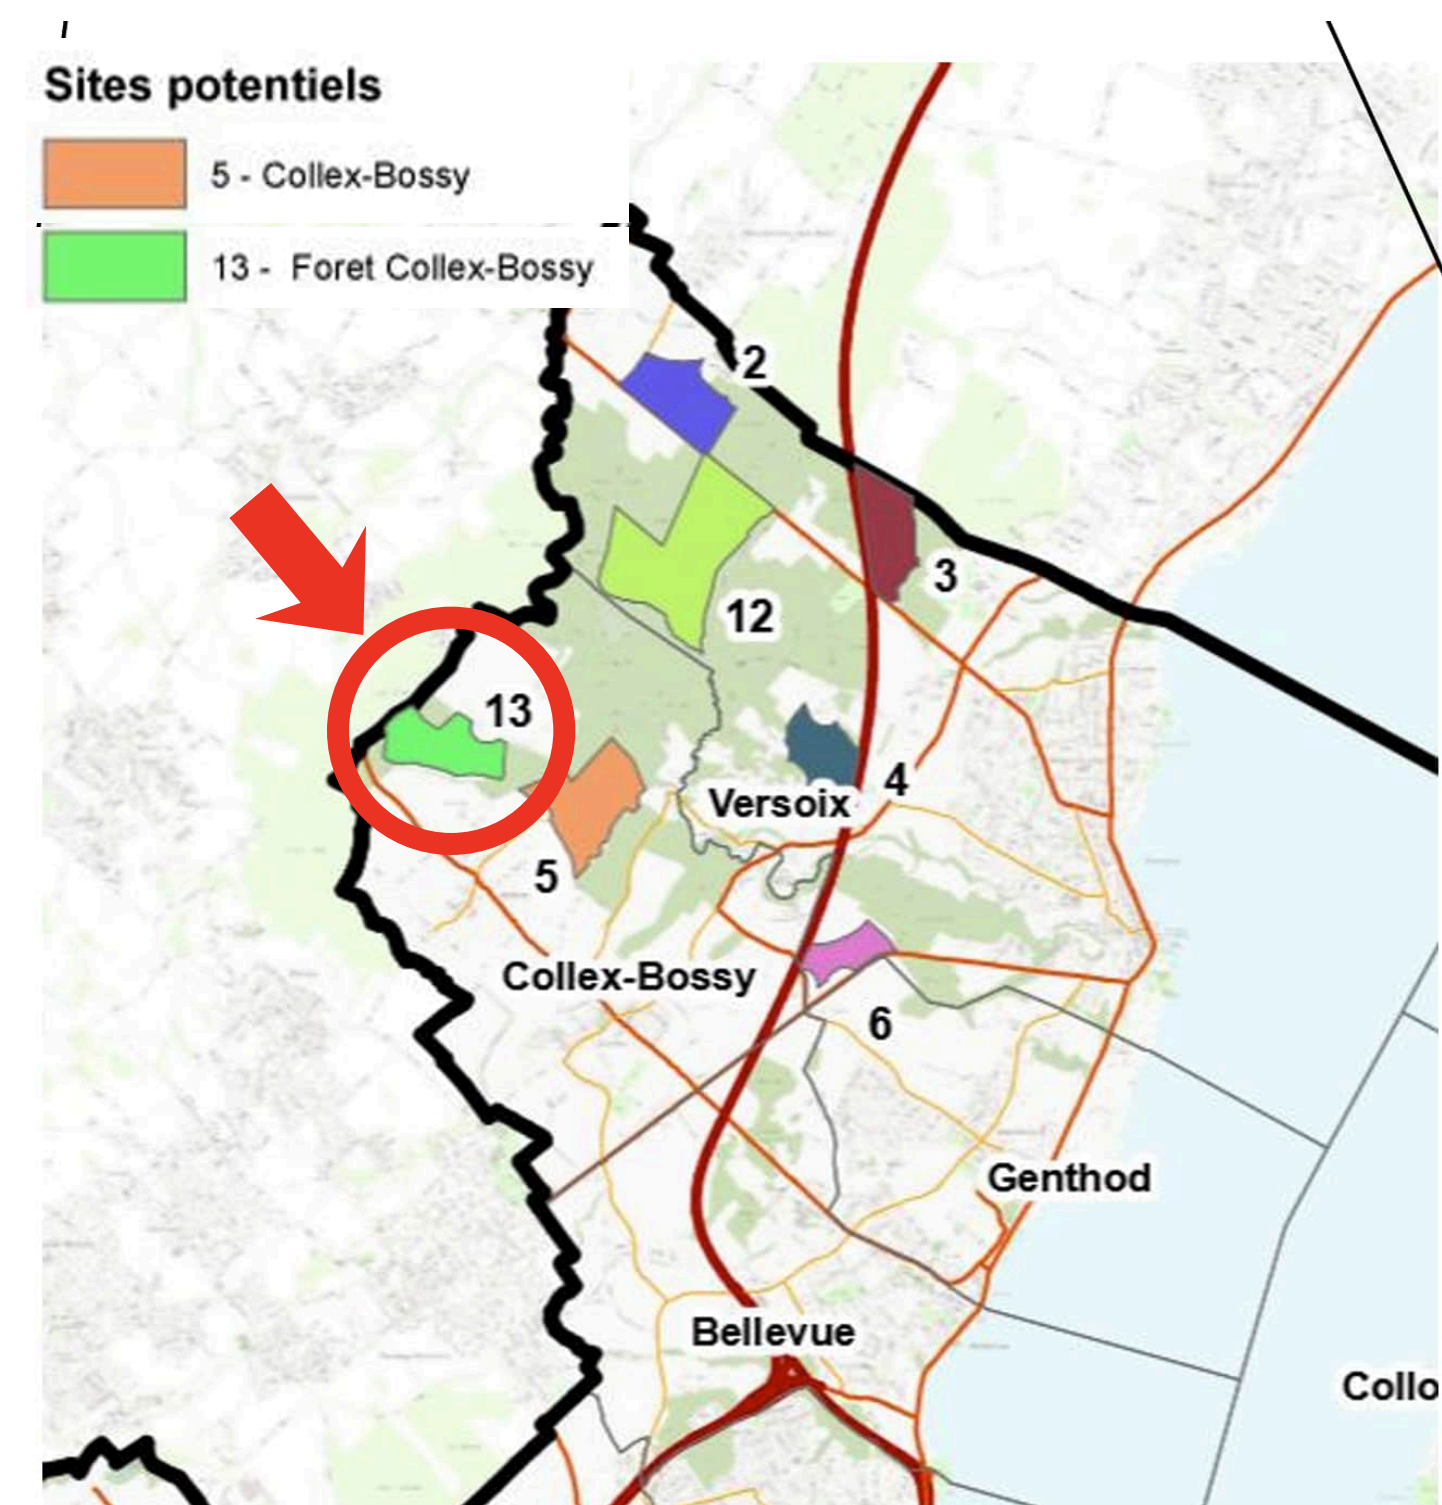 Sites potentiels
5 - Collex-Bossy
13 - Foret Collex-Bossy
2
3
12
13
4
Versoix
5
Collex-Bossy
6
Genthod
Bellevue
Collo